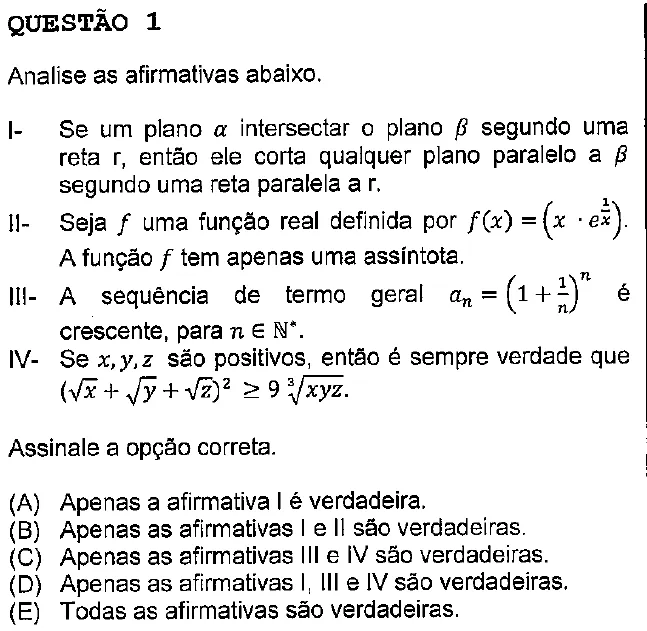 QUESTÃO 1
Analise as afirmativas abaixo.
I- Se um plano α intersectar o plano β segundo uma
reta r, então ele corta qualquer plano paralelo a β
segundo uma reta paralela a r.
II- Seja f uma função real definida por f(x) = (x · e^{1/x}).
A função f tem apenas uma assíntota.
III- A sequência de termo geral a_n = (1 + 1/n)^n é
crescente, para n ∈ ℕ*.
IV- Se x, y, z são positivos, então é sempre verdade que
(√x + √y + √z)² ≥ 9 ∛xyz.
Assinale a opção correta.
(A) Apenas a afirmativa I é verdadeira.
(B) Apenas as afirmativas I e II são verdadeiras.
(C) Apenas as afirmativas III e IV são verdadeiras.
(D) Apenas as afirmativas I, III e IV são verdadeiras.
(E) Todas as afirmativas são verdadeiras.